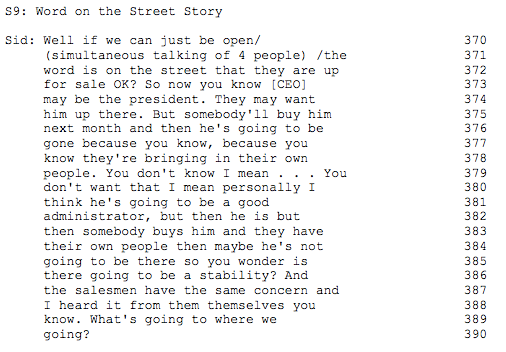 S9: Word on the Street Story
Sid: Well if we can just be open/ 370
(simultaneous talking of 4 people) /the 371
word is on the street that they are up 372
for sale OK? So now you know [CEO] 373
may be the president. They may want 374
him up there. But somebody'll buy him 375
next month and then he's going to be 376
gone because you know, because you 377
know they're bringing in their own 378
people. You don't know I mean . . . You 379
don't want that I mean personally I 380
think he's going to be a good 381
administrator, but then he is but 382
then somebody buys him and they have 383
their own people then maybe he's not 384
going to be there so you wonder is 385
there going to be a stability? And 386
the salesmen have the same concern and 387
I heard it from them themselves you 388
know. What's going to where we 389
going? 390